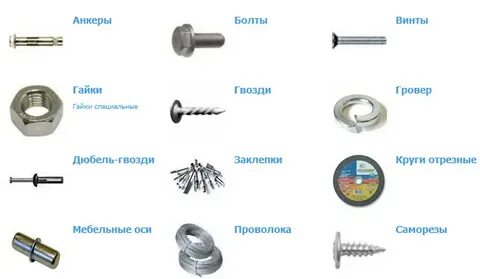 Анкеры
Болты
Винты
Гайки
Гайки специальные
Гвозди
Гровер
Дюбель-гвозди
Заклепки
Круги отрезные
Мебельные оси
Проволока
Саморезы